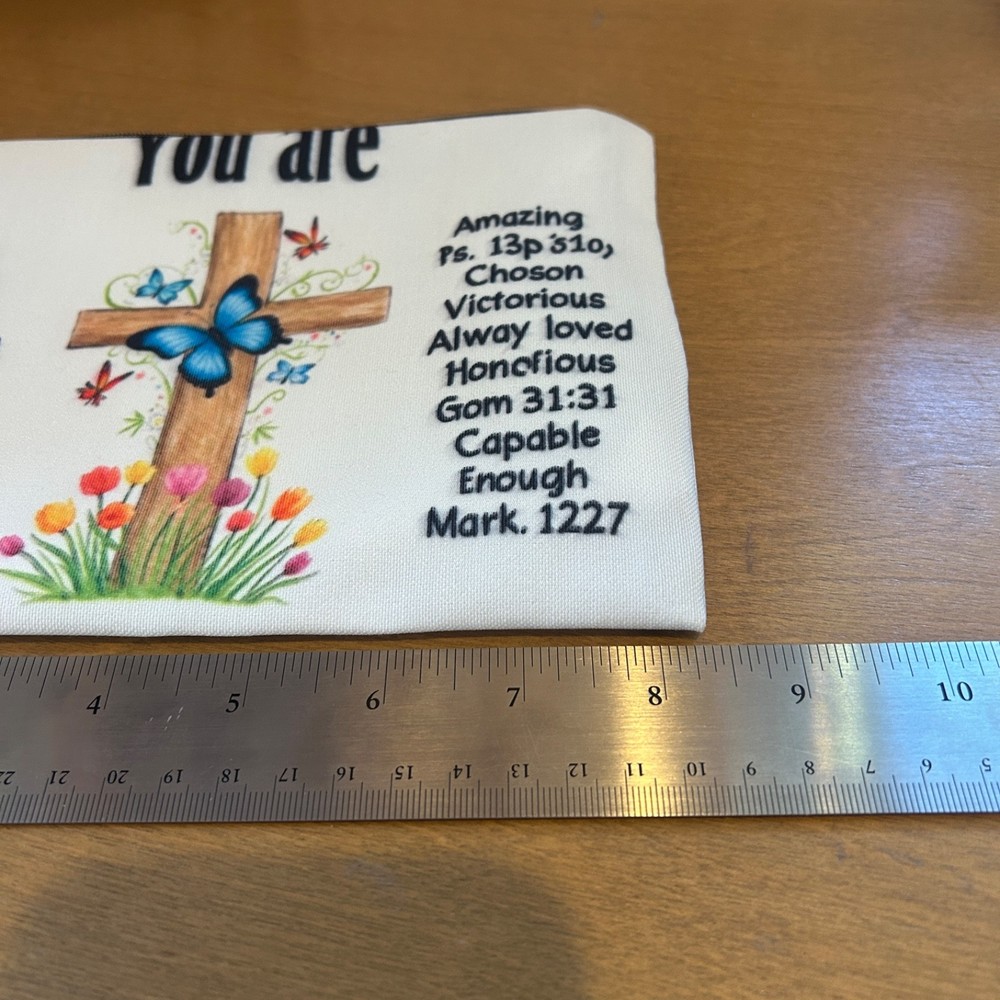 You are
Amazing
Ps. 13p '51o,
Choson
Victorious
Alway loved
Honofious
Gom 31:31
Capable
Enough
Mark. 1227
4 5 6 7 8 9 10
22 21 20 19 18 17 16 15 14 13 12 11 10 9 8 7 6 5